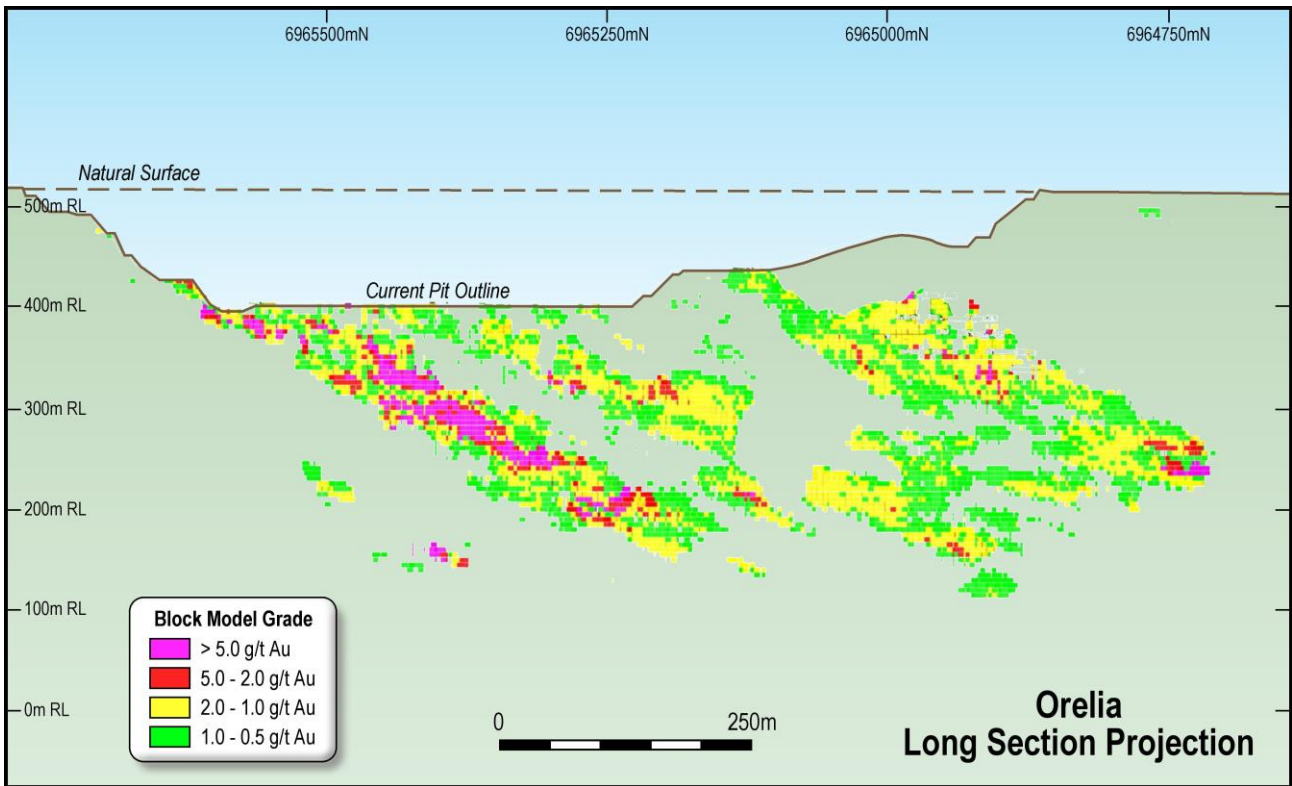 6965500mN 6965250mN 6965000mN 6964750mN
Natural Surface
500m RL
Current Pit Outline
400m RL
300m RL
200m RL
100m RL
Block Model Grade
> 5.0 g/t Au
5.0 - 2.0 g/t Au
2.0 - 1.0 g/t Au
1.0 - 0.5 g/t Au
0m RL
0 250m
Orelia
Long Section Projection